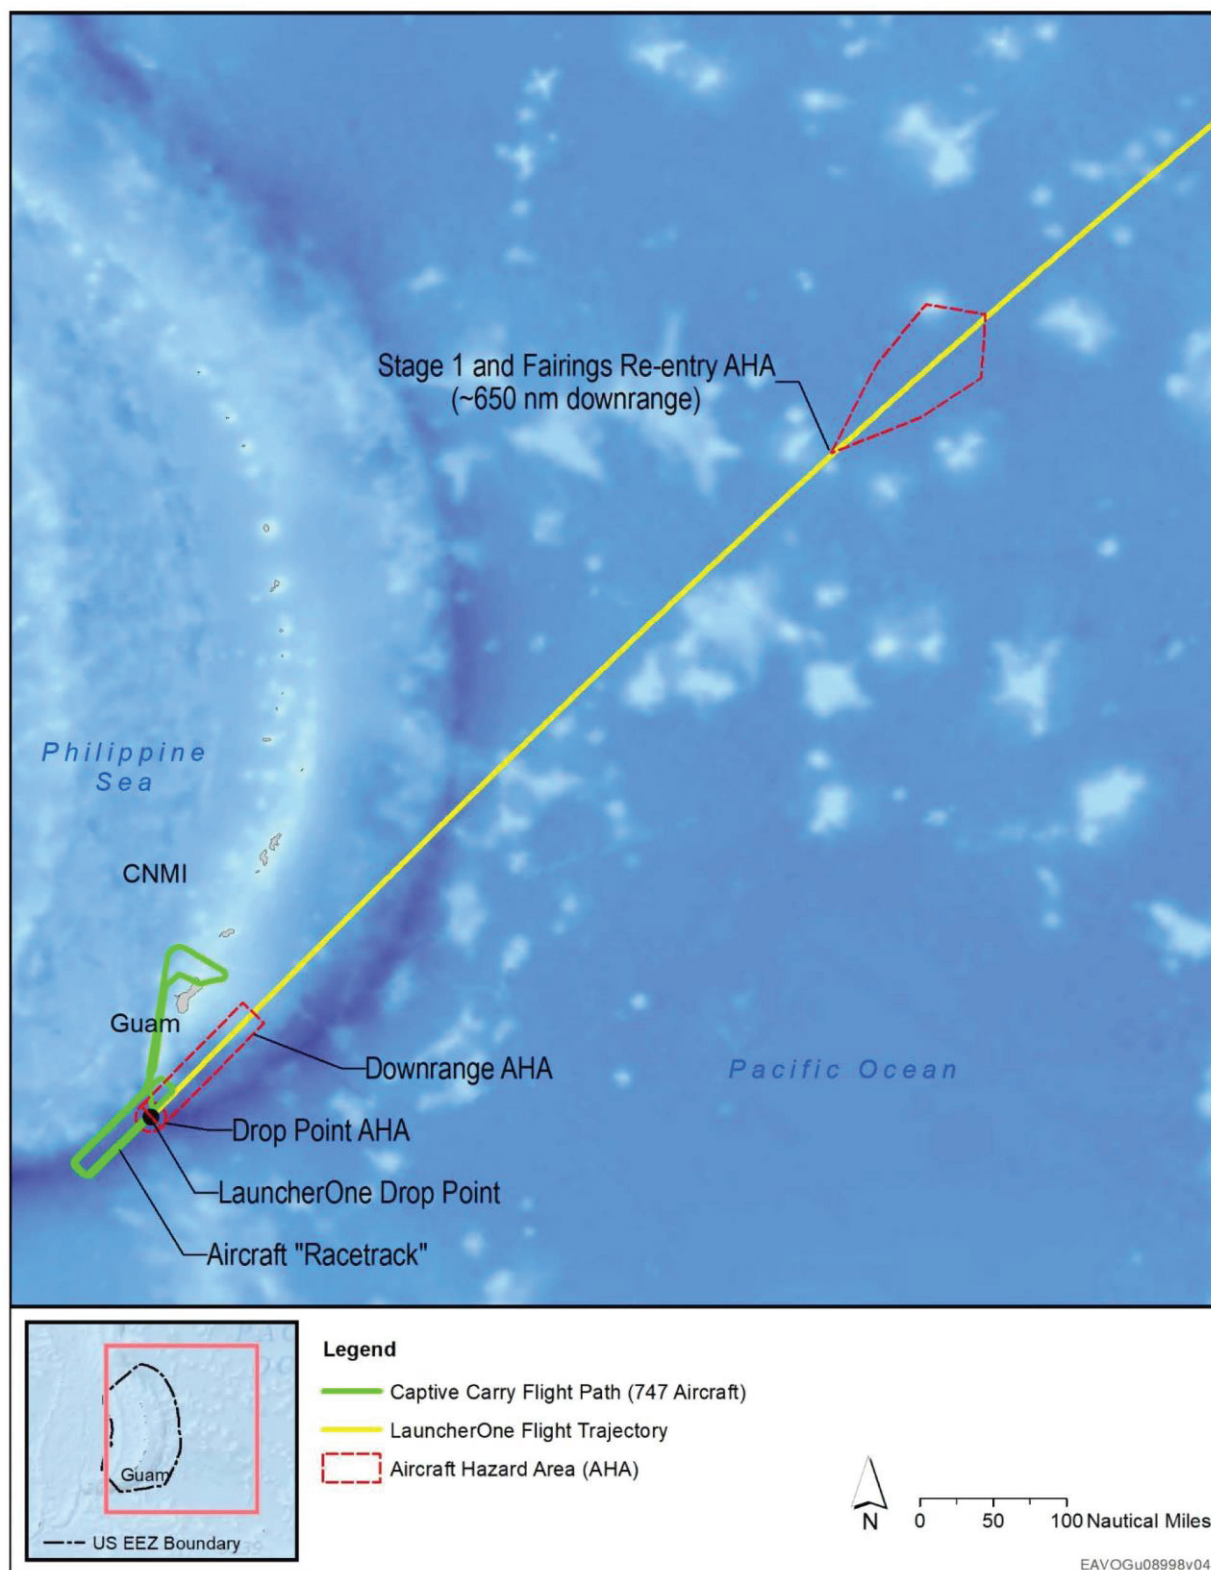 Stage 1 and Fairings Re-entry AHA
(~650 nm downrange)
Philippine
Sea
CNMI
Guam
Downrange AHA
Pacific Ocean
Drop Point AHA
LauncherOne Drop Point
Aircraft "Racetrack"
Legend
Captive Carry Flight Path (747 Aircraft)
LauncherOne Flight Trajectory
Aircraft Hazard Area (AHA)
Guam
US EEZ Boundary
N
0 50 100 Nautical Miles
EAVOGu08998v04